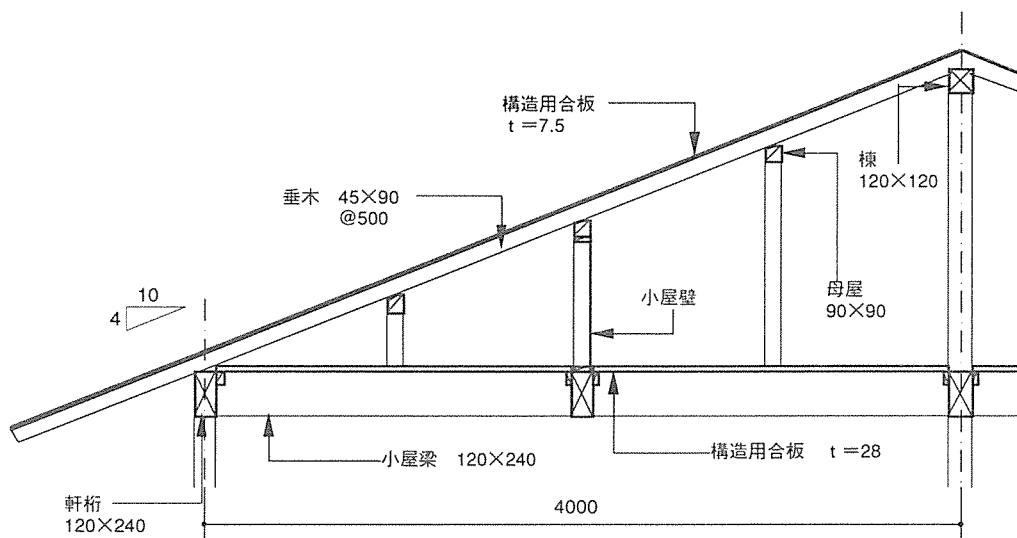 構造用合板
t＝7.5
棟
120×120
垂木 45×90
@500
10
4
小屋壁
母屋
90×90
小屋梁 120×240
構造用合板 t＝28
軒桁
120×240
4000